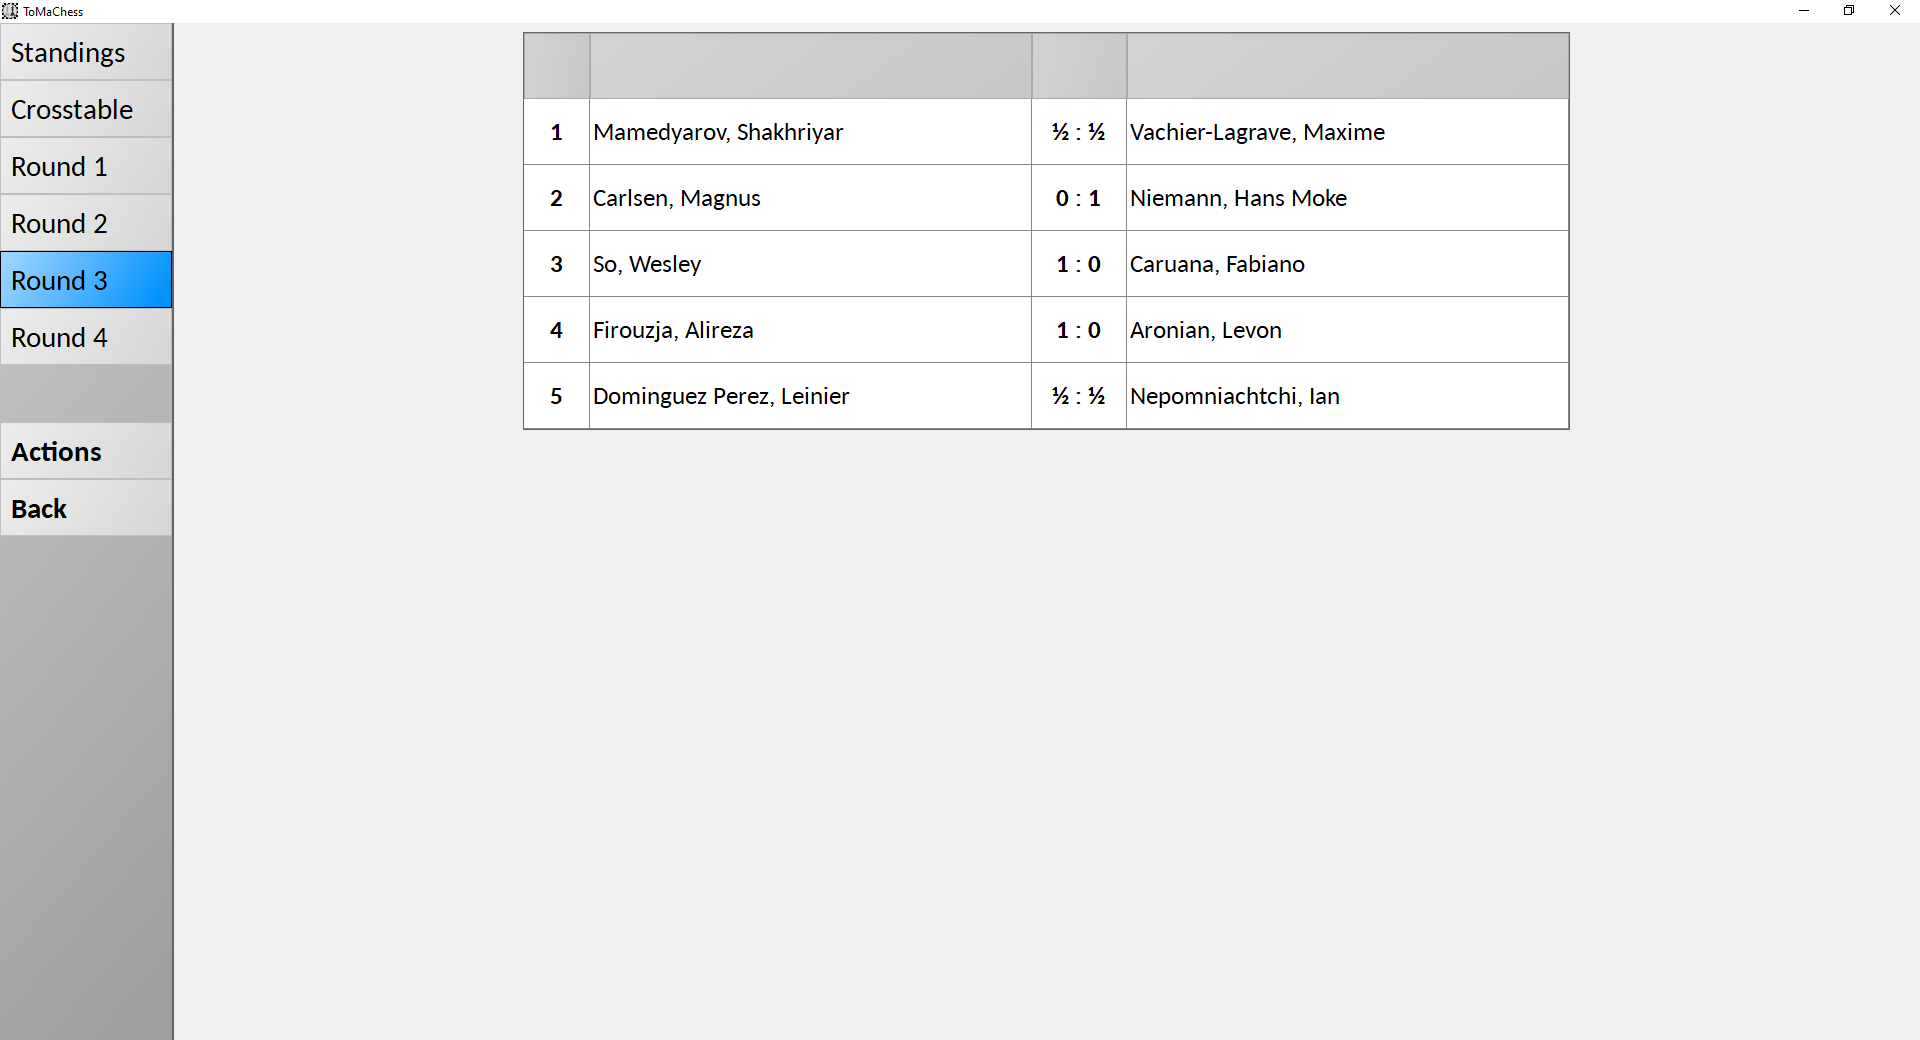 ToMaChess
Standings
Crosstable
Round 1
Round 2
Round 3
Round 4
Actions
Back
1 Mamedyarov, Shakhriyar ½ : ½ Vachier-Lagrave, Maxime
2 Carlsen, Magnus 0 : 1 Niemann, Hans Moke
3 So, Wesley 1 : 0 Caruana, Fabiano
4 Firouzja, Alireza 1 : 0 Aronian, Levon
5 Dominguez Perez, Leinier ½ : ½ Nepomniachtchi, Ian